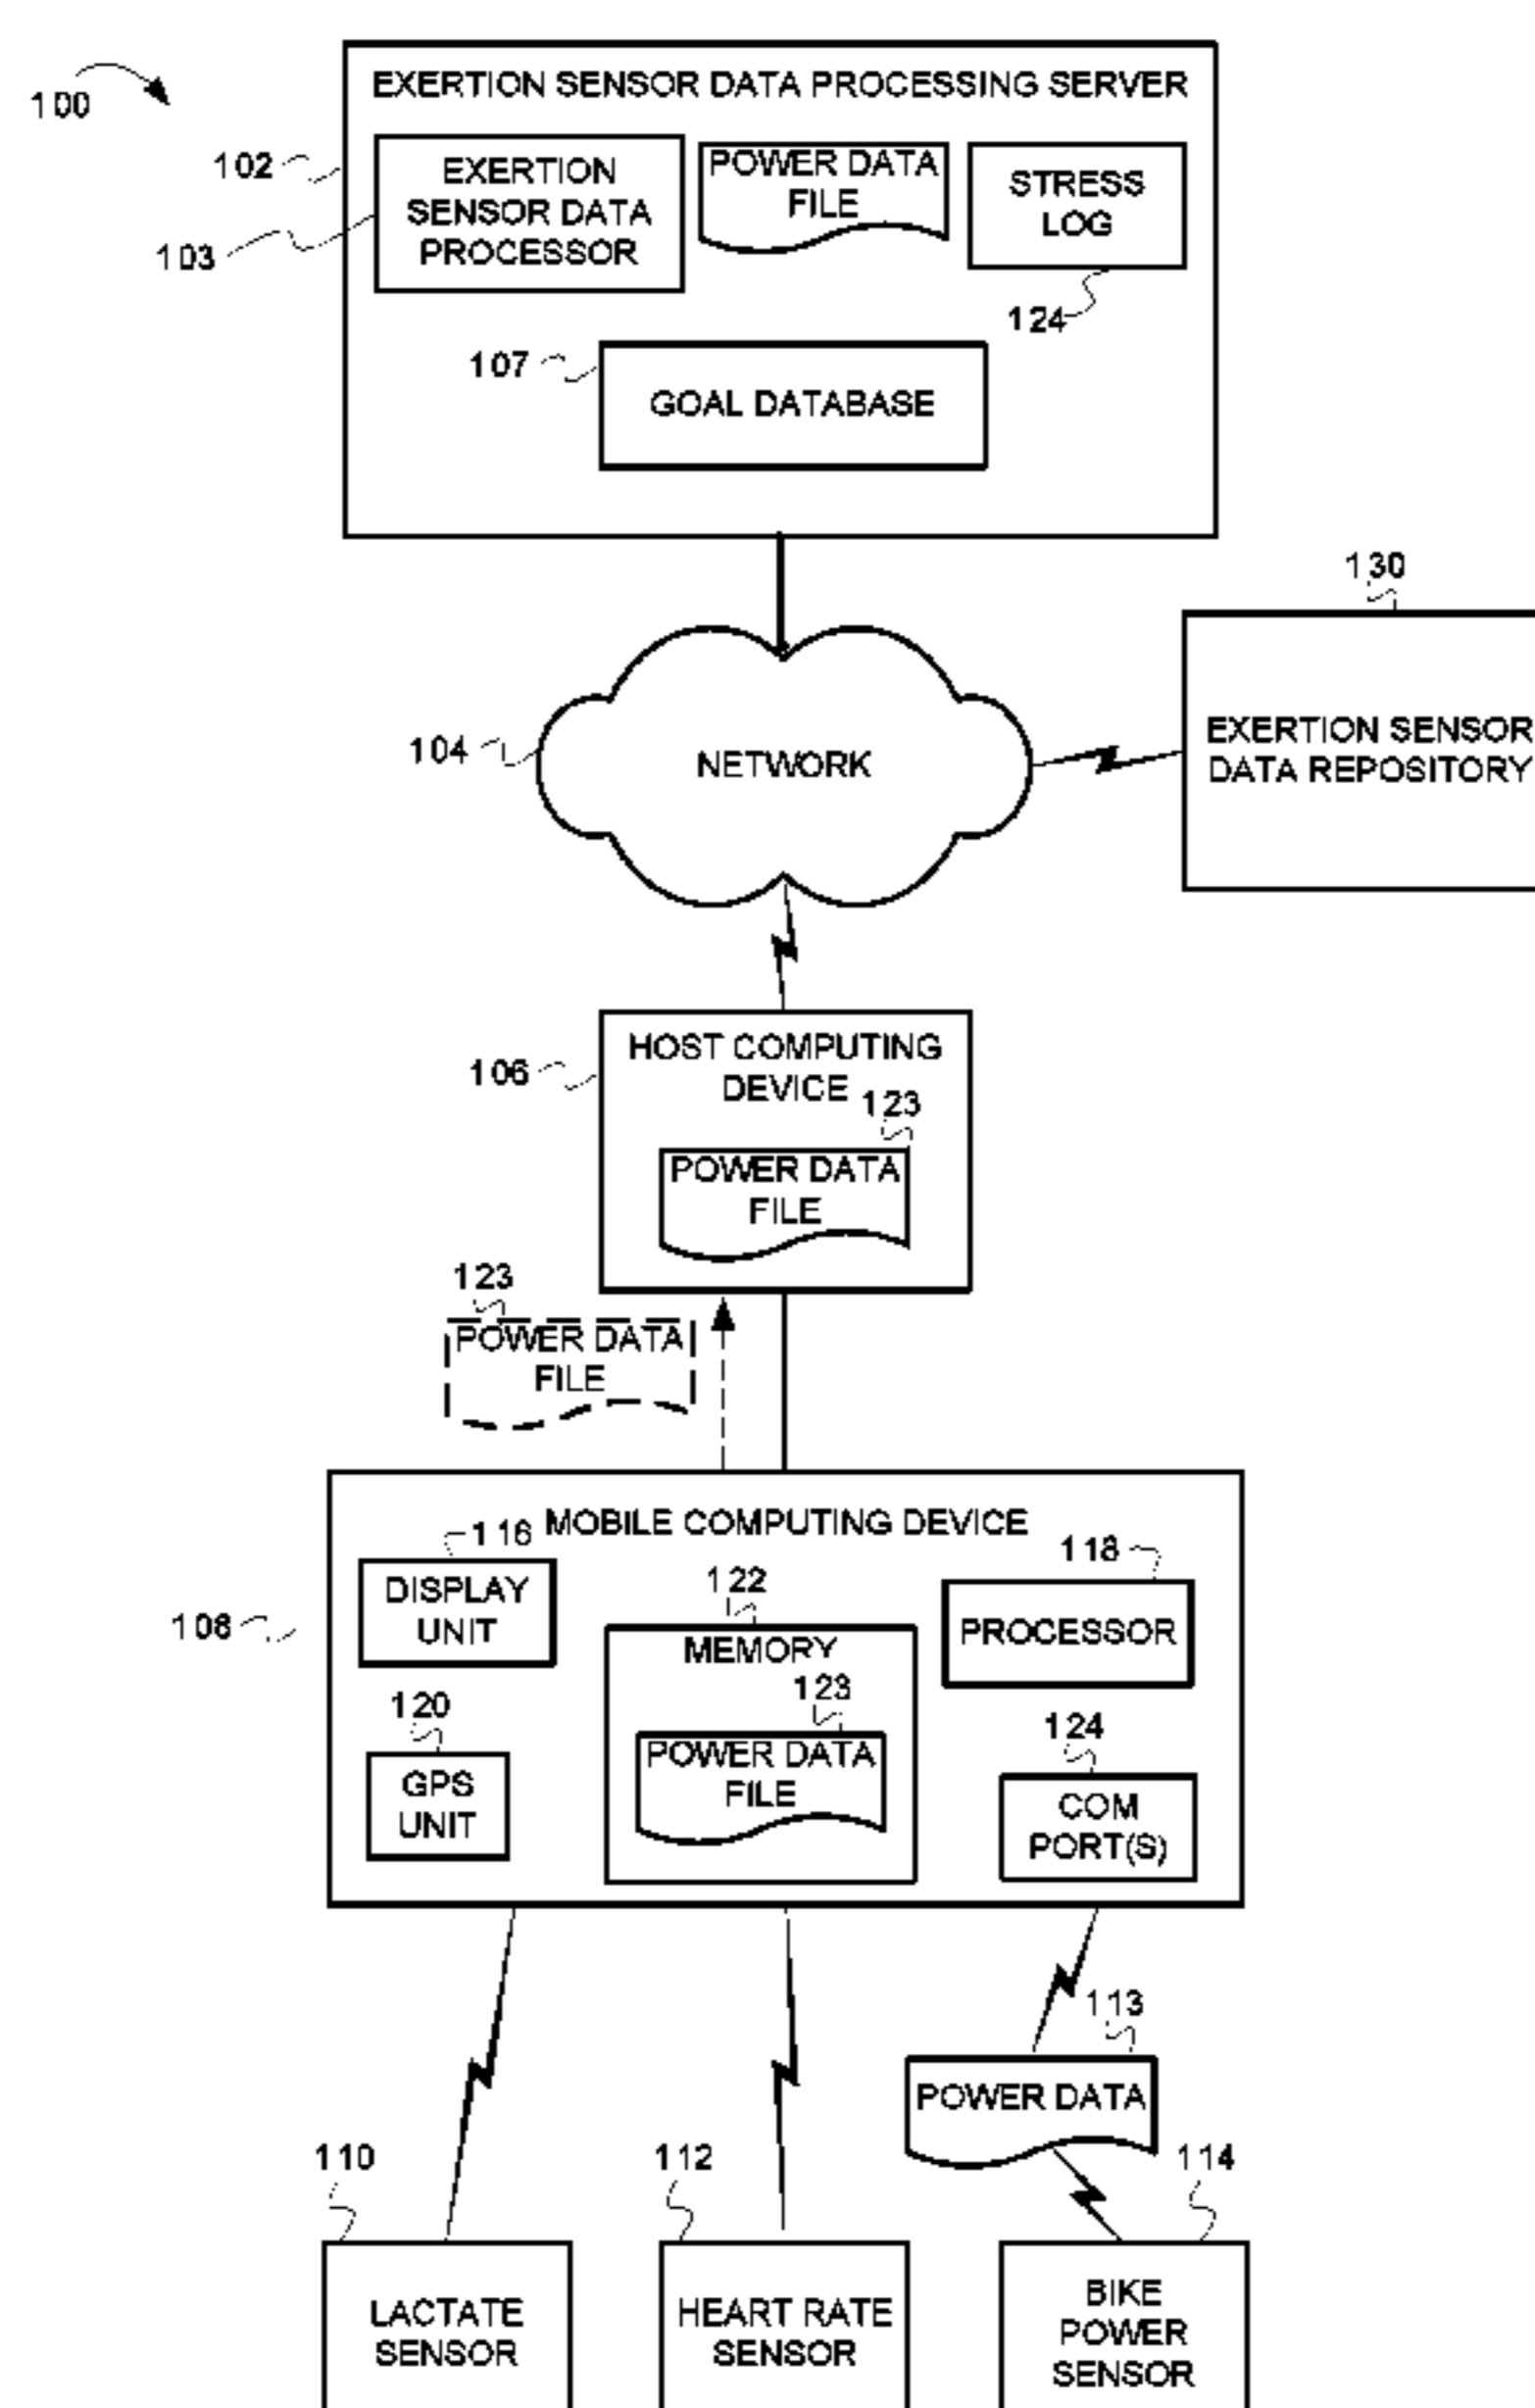 100
EXERTION SENSOR DATA PROCESSING SERVER
102
103
EXERTION
SENSOR DATA
PROCESSOR
POWER DATA
FILE
STRESS
LOG
124
107
GOAL DATABASE
130
104
NETWORK
EXERTION SENSOR
DATA REPOSITORY
106
HOST COMPUTING
DEVICE
123
POWER DATA
FILE
123
POWER DATA
FILE
MOBILE COMPUTING DEVICE
108
116
DISPLAY
UNIT
122
MEMORY
123
POWER DATA
FILE
118
PROCESSOR
120
GPS
UNIT
124
COM
PORT(S)
113
POWER DATA
110
LACTATE
SENSOR
112
HEART RATE
SENSOR
114
BIKE
POWER
SENSOR